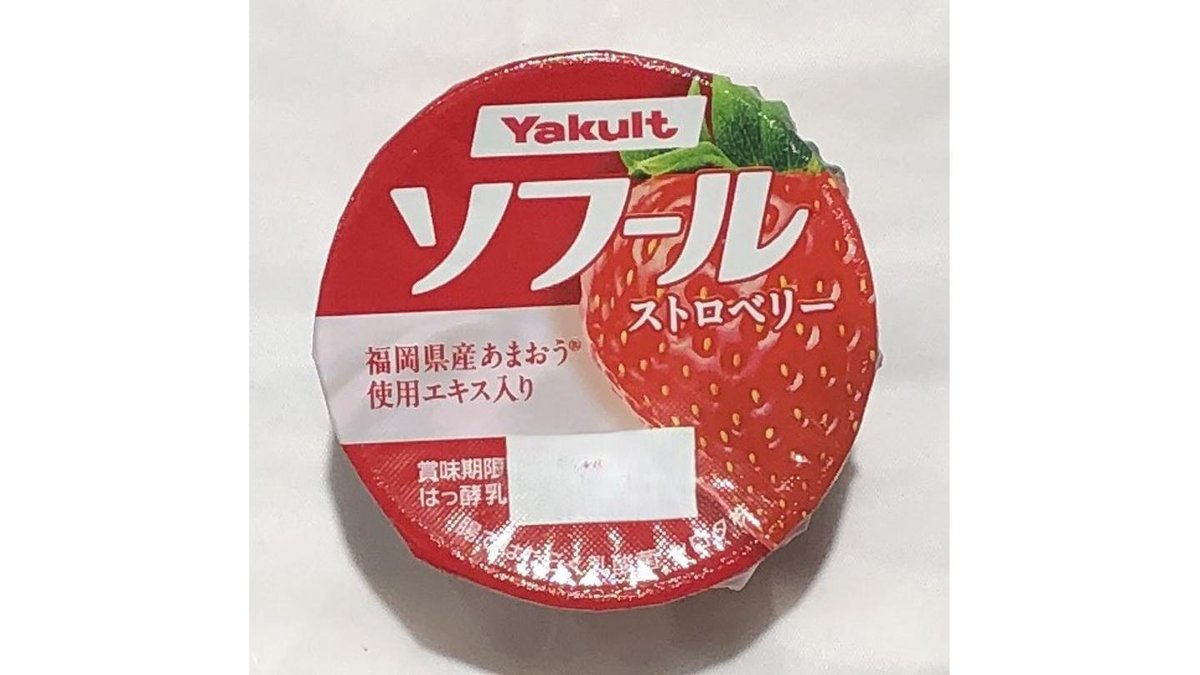 Yakult
ソフール
ストロベリー
福岡県産あまおう®
使用エキス入り
賞味期限
はっ酵乳